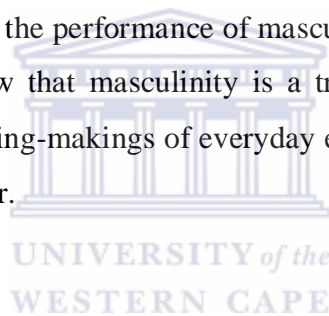 the performance of mascu
w that masculinity is a tr
ing-makings of everyday e
r.
UNIVERSITY of the
WESTERN CAPE